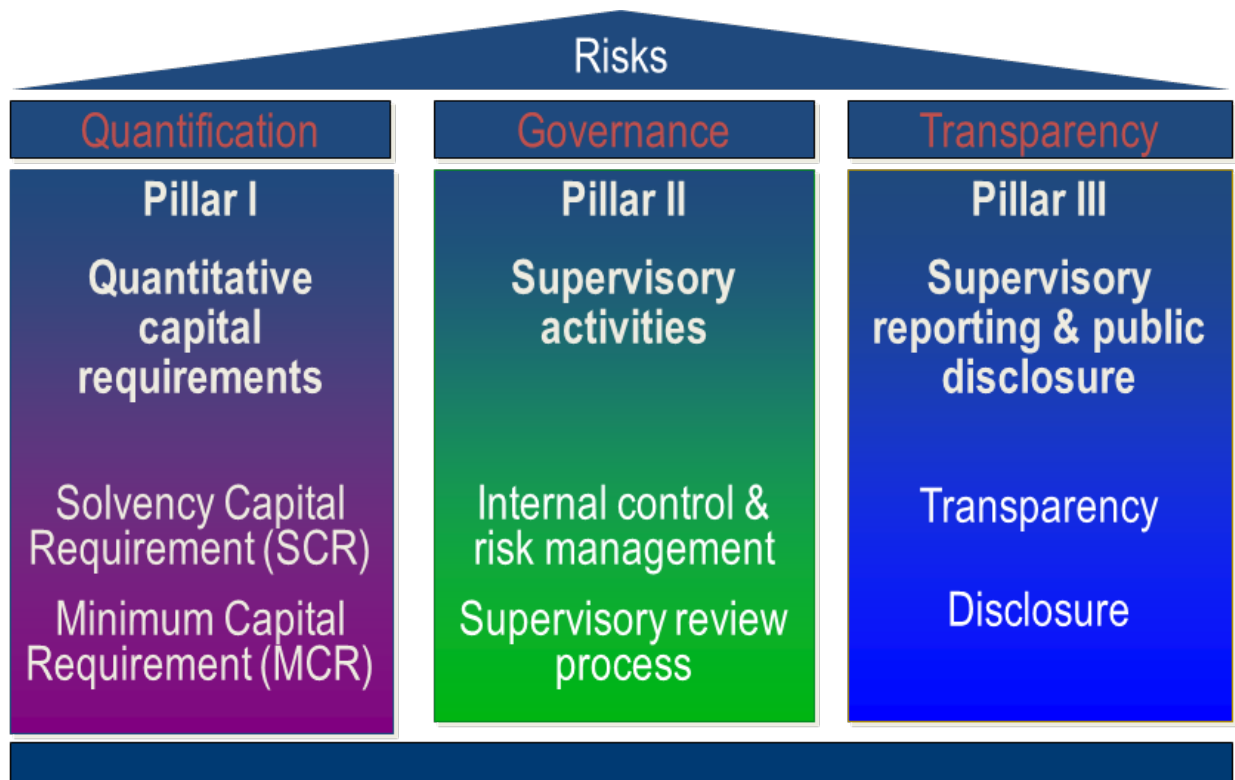 Risks
Quantification
Governance
Transparency
Pillar I
Quantitative
capital
requirements
Solvency Capital
Requirement (SCR)
Minimum Capital
Requirement (MCR)
Pillar II
Supervisory
activities
Internal control &
risk management
Supervisory review
process
Pillar III
Supervisory
reporting & public
disclosure
Transparency
Disclosure